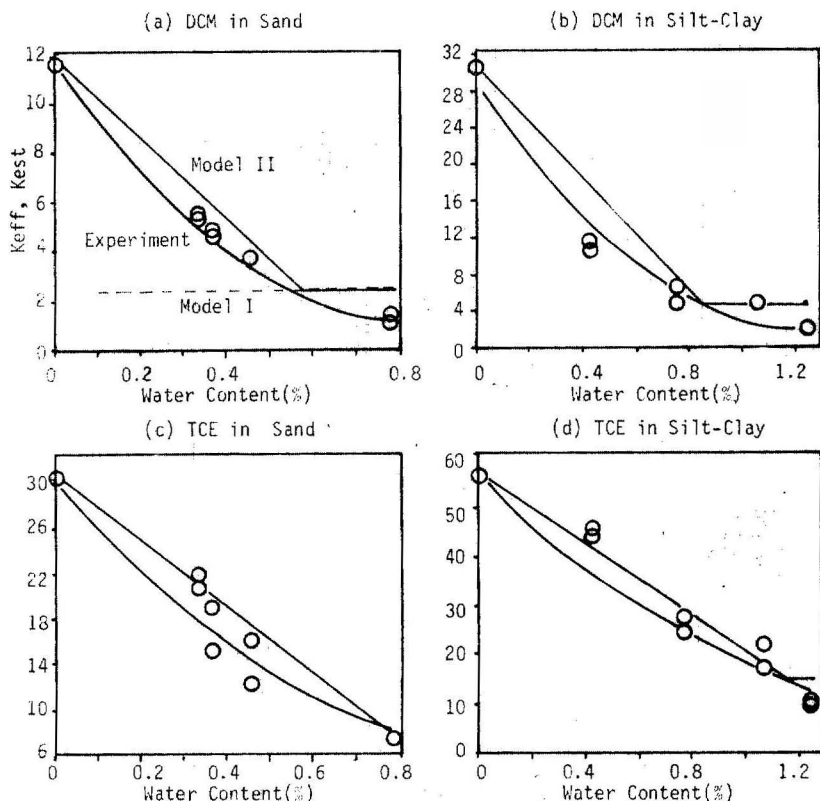 (a) DCM in Sand
(b) DCM in Silt-Clay
Keff, Kest
12
10
8
6
4
2
0
Model II
Experiment
Model I
0 0.2 0.4 0.6 0.8
Water Content(%)
32
28
24
20
16
12
8
4
0
0 0.4 0.8 1.2
Water Content(%)
(c) TCE in Sand
(d) TCE in Silt-Clay
30
26
22
18
14
10
6
0 0.2 0.4 0.6 0.8
Water Content(%)
60
50
40
30
20
10
0
0 0.4 0.8 1.2
Water Content(%)